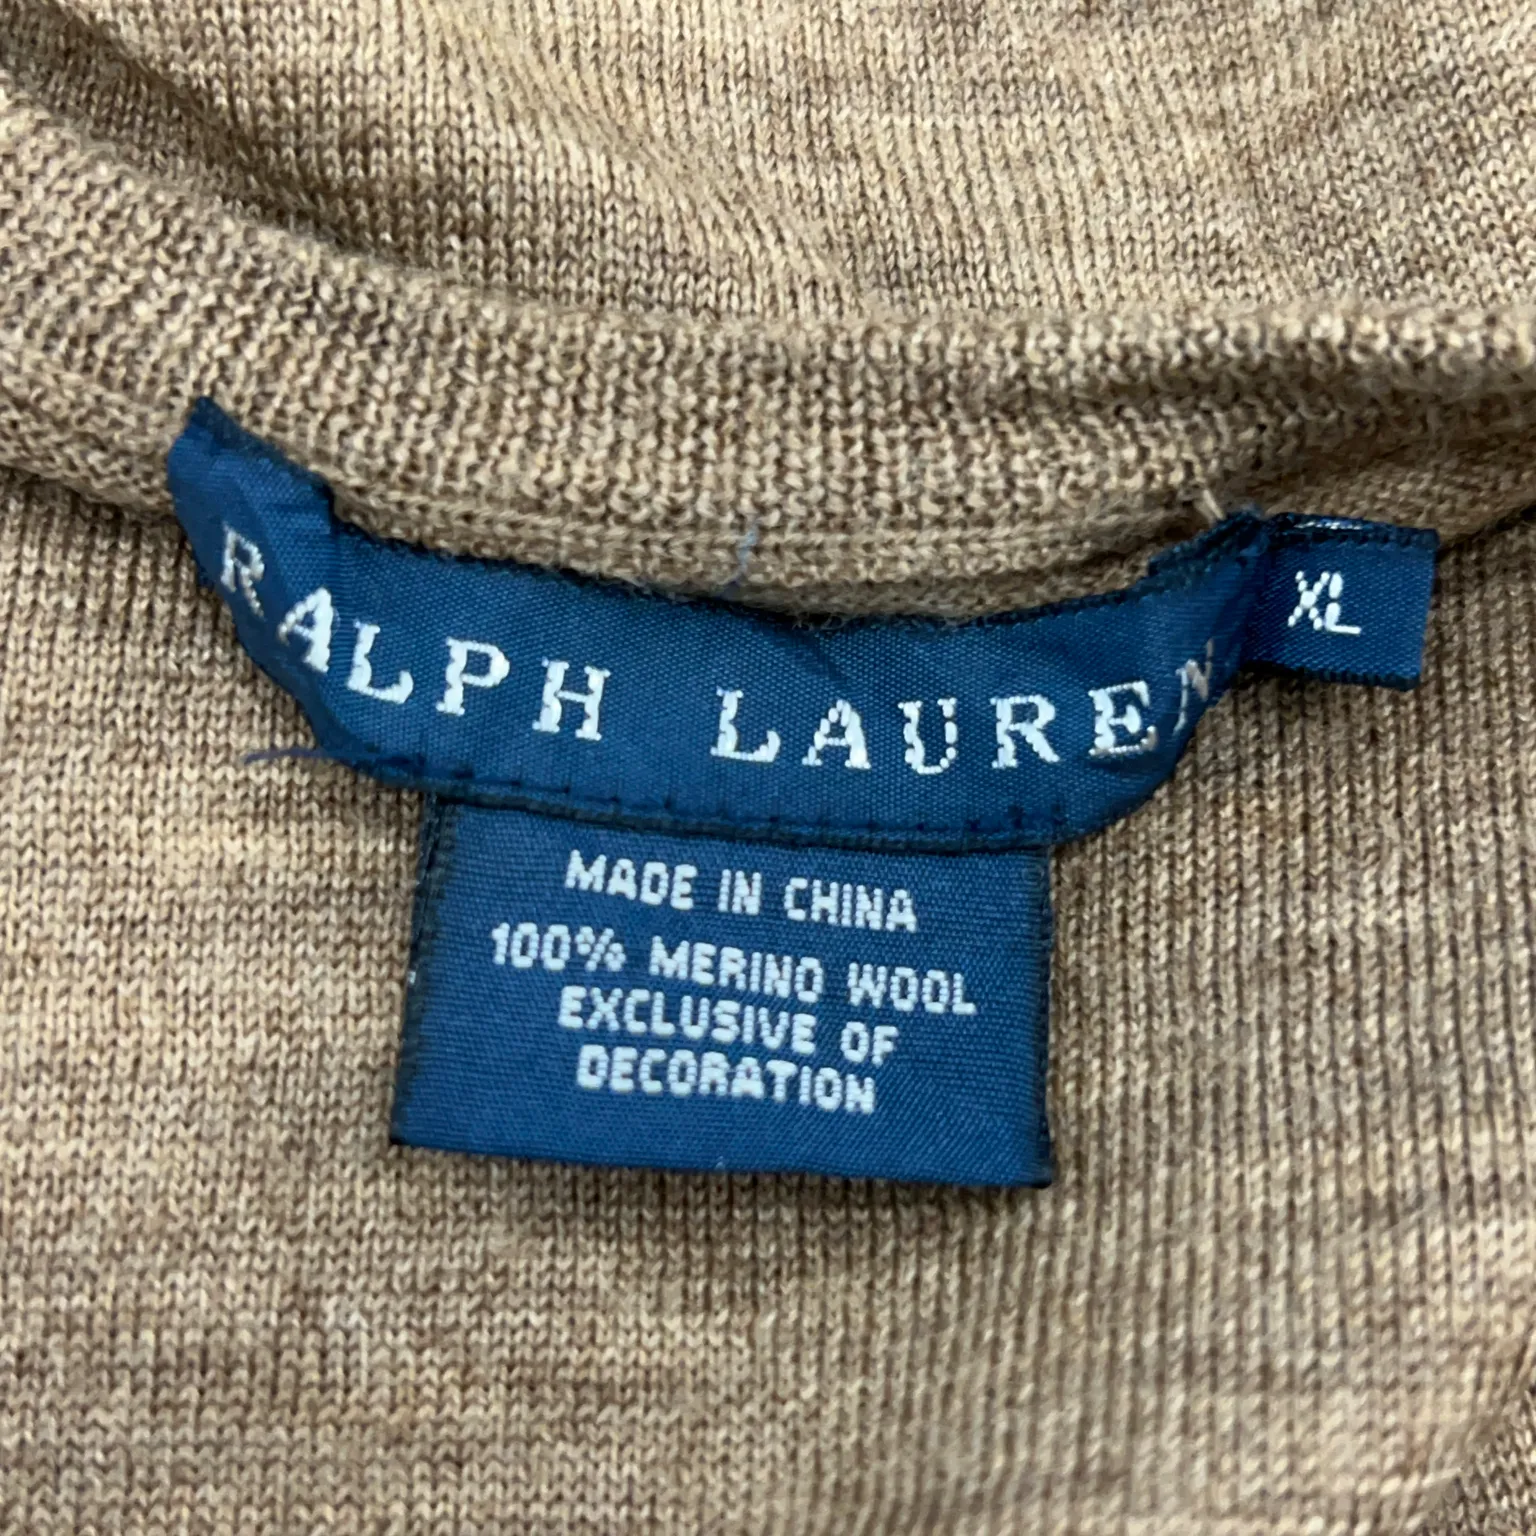 RALPH LAUREN
XL
MADE IN CHINA
100% MERINO WOOL
EXCLUSIVE OF
DECORATION